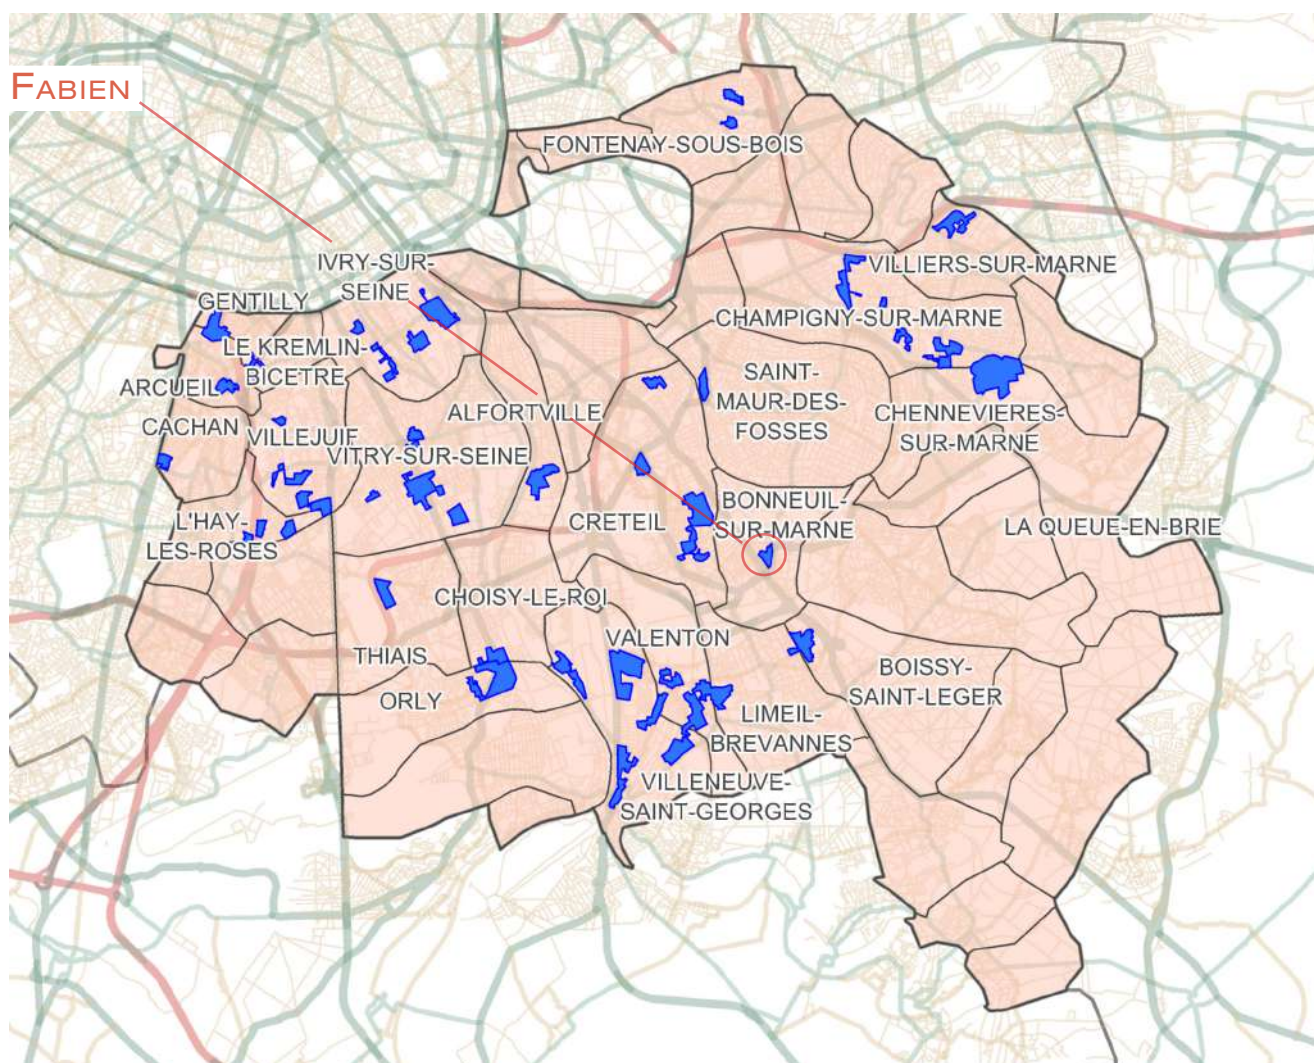 FABIEN
FONTENAY-SOUS-BOIS
IVRY-SUR-
SEINE
VILLIERS-SUR-MARNE
GENTILLY
CHAMPIGNY-SUR-MARNE
LE KREMLIN-
BICETRE
ARCUEIL
SAINT-
MAUR-DES-
FOSSES
ALFORTVILLE
CHENNEVIERES-
SUR-MARNE
CACHAN
VILLEJUIF
VITRY-SUR-SEINE
BONNEUIL-
SUR-MARNE
CRETEIL
L'HAY-
LES-ROSES
LA QUEUE-EN-BRIE
CHOISY-LE-ROI
VALENTON
THIAIS
BOISSY-
SAINT-LEGER
ORLY
LIMEIL-
BREVANNES
VILLENEUVE-
SAINT-GEORGES